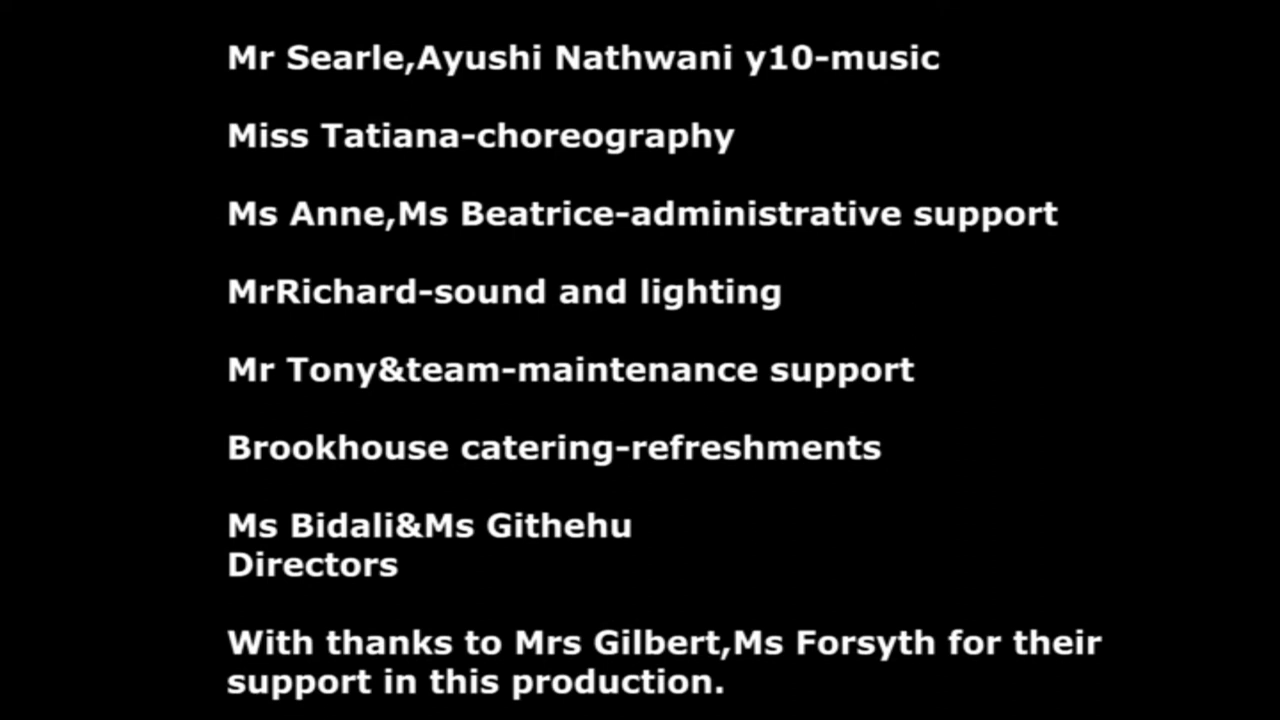 Mr Searle,Ayushi Nathwani y10-music
Miss Tatiana-choreography
Ms Anne,Ms Beatrice-administrative support
MrRichard-sound and lighting
Mr Tony&team-maintenance support
Brookhouse catering-refreshments
Ms Bidali&Ms Githehu
Directors
With thanks to Mrs Gilbert,Ms Forsyth for their
support in this production.